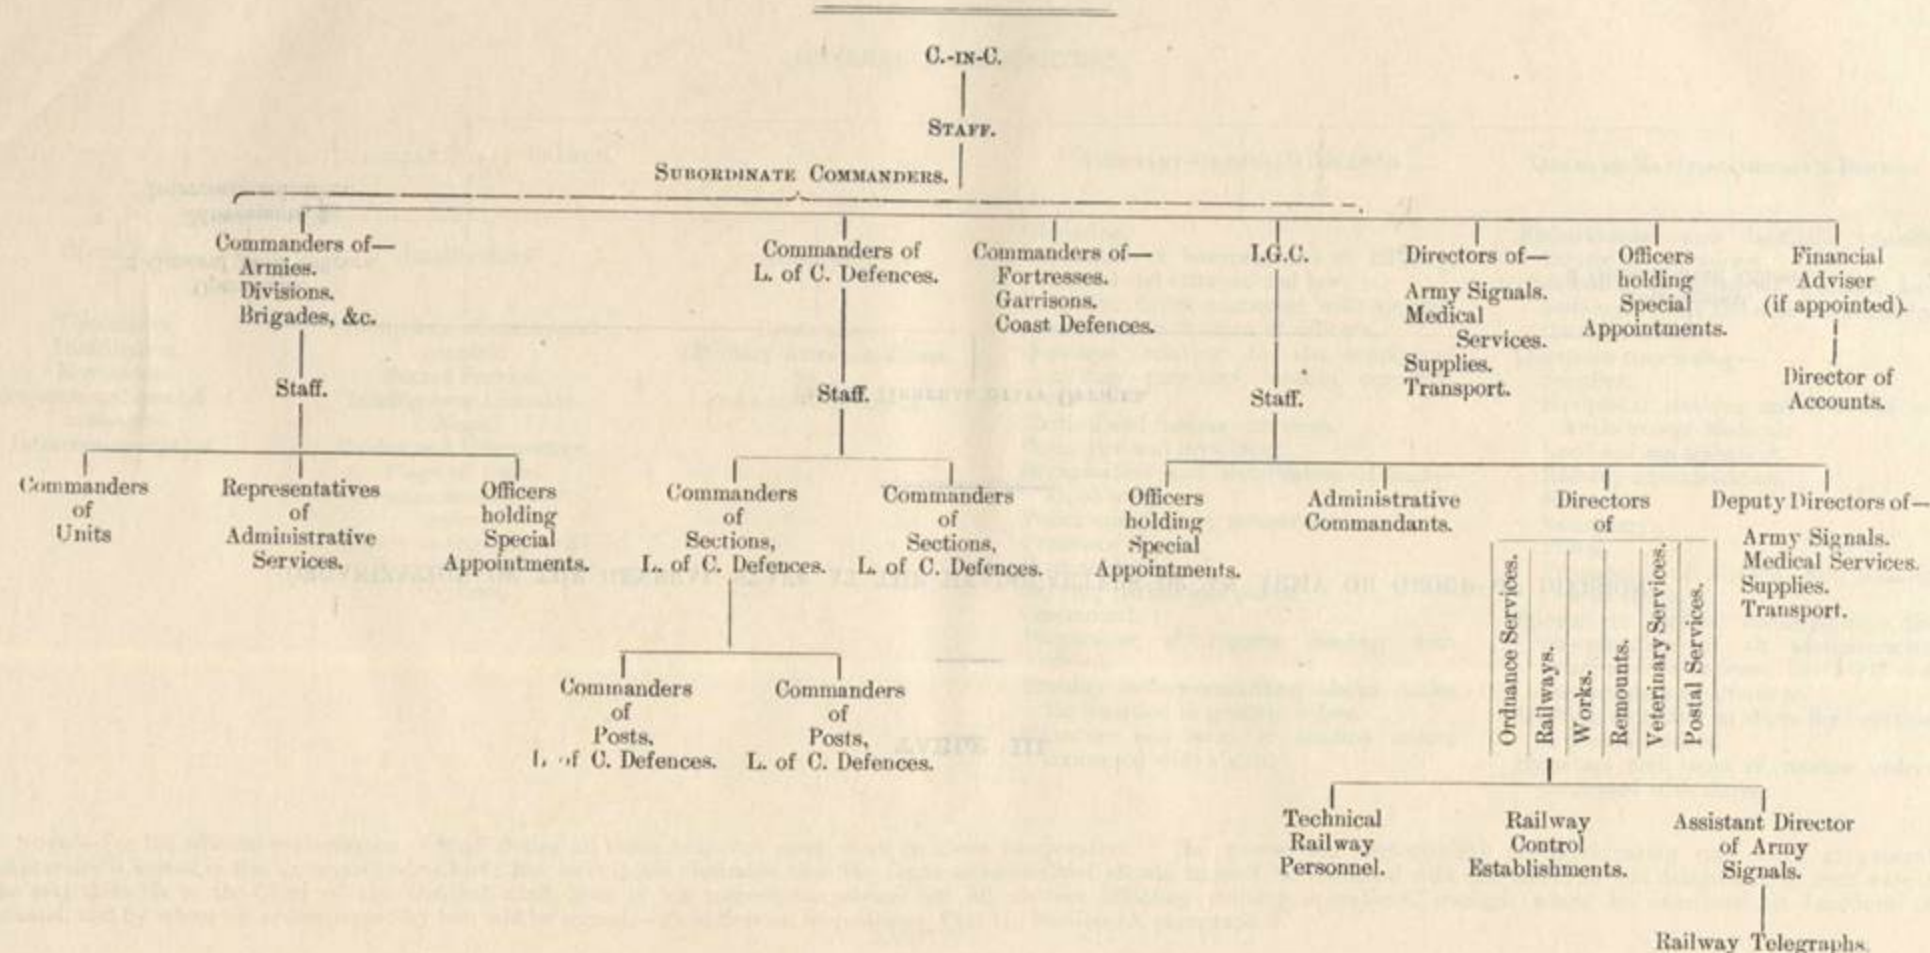 C.-IN-C.
STAFF.
SUBORDINATE COMMANDERS.
Commanders of—
Armies.
Divisions.
Brigades, &c.
Staff.
Commanders
of
Units
Representatives
of
Administrative
Services.
Officers
holding
Special
Appointments.
Commanders of
L. of C. Defences.
Staff.
Commanders
of
Sections,
L. of C. Defences.
Commanders
of
Posts,
L. of C. Defences.
Commanders
of
Posts,
L. of C. Defences.
Commanders
of
Sections,
L. of C. Defences.
Commanders of—
Fortresses.
Garrisons.
Coast Defences.
I.G.C.
Staff.
Officers
holding
Special
Appointments.
Administrative
Commandants.
Directors
of
Ordnance Services.
Railways.
Works.
Remounts.
Veterinary Services.
Postal Services.
Technical
Railway
Personnel.
Railway
Control
Establishments.
Assistant Director
of Army
Signals.
Railway Telegraphs.
Deputy Directors of—
Army Signals.
Medical Services.
Supplies.
Transport.
Directors of—
Army Signals.
Medical
Services.
Supplies.
Transport.
Officers
holding
Special
Appointments.
Financial
Adviser
(if appointed).
Director of
Accounts.